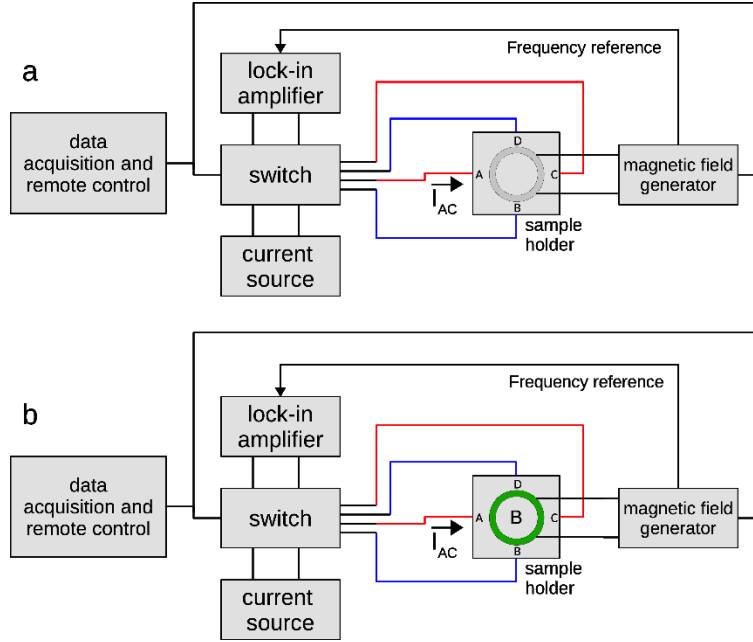 Frequency reference
a
lock-in
amplifier
data
acquisition and
remote control
switch
D
A
C
B
I AC
magnetic field
generator
sample
holder
current
source
Frequency reference
b
lock-in
amplifier
data
acquisition and
remote control
switch
D
A
B
C
B
I AC
magnetic field
generator
sample
holder
current
source